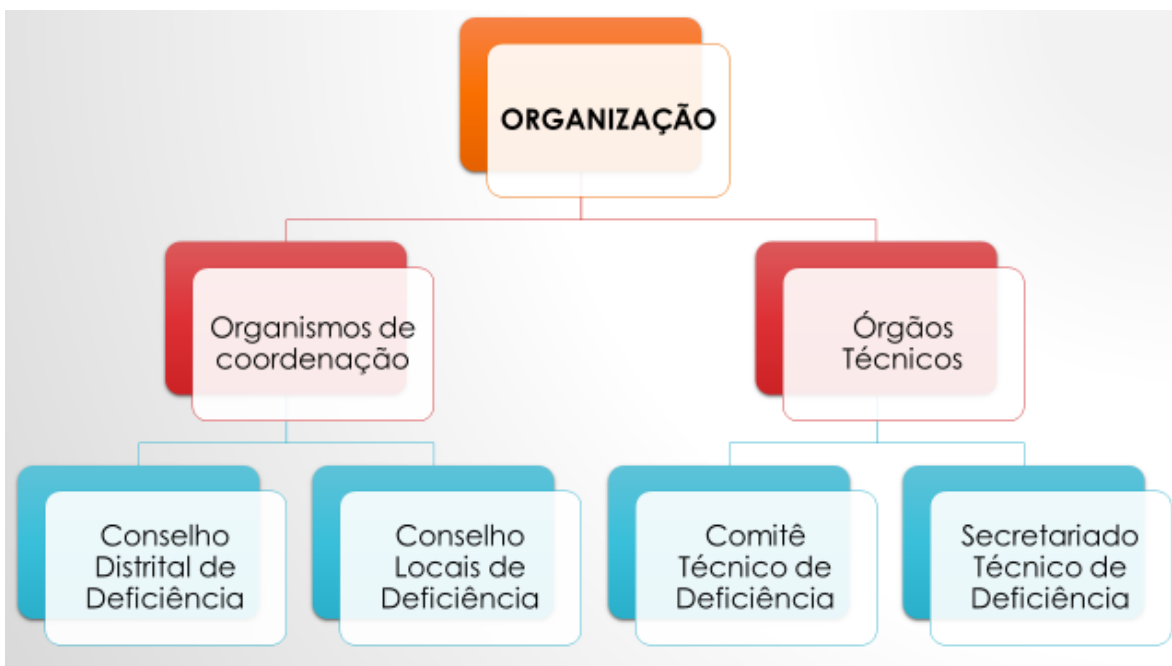 ORGANIZAÇÃO
Organismos de
coordenação
Órgãos
Técnicos
Conselho
Distrital de
Deficiência
Conselho
Locais de
Deficiência
Comitê
Técnico de
Deficiência
Secretariado
Técnico de
Deficiência